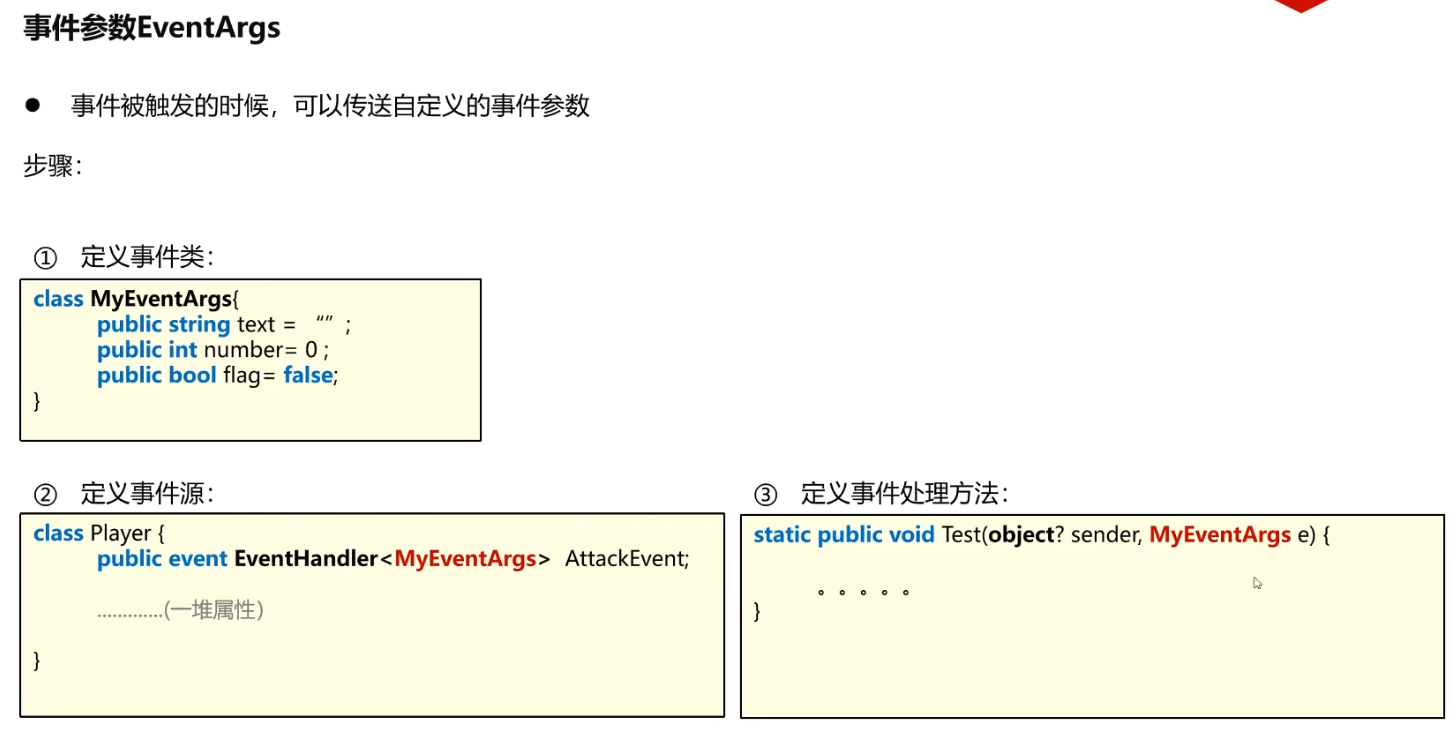 事件参数EventArgs
● 事件被触发的时候，可以传送自定义的事件参数
步骤：
① 定义事件类：
class MyEventArgs{
public string text = “”;
public int number= 0 ;
public bool flag= false;
}
② 定义事件源：
class Player {
public event EventHandler<MyEventArgs> AttackEvent;
............(一堆属性)
}
③ 定义事件处理方法：
static public void Test(object? sender, MyEventArgs e) {
。。。。。
}